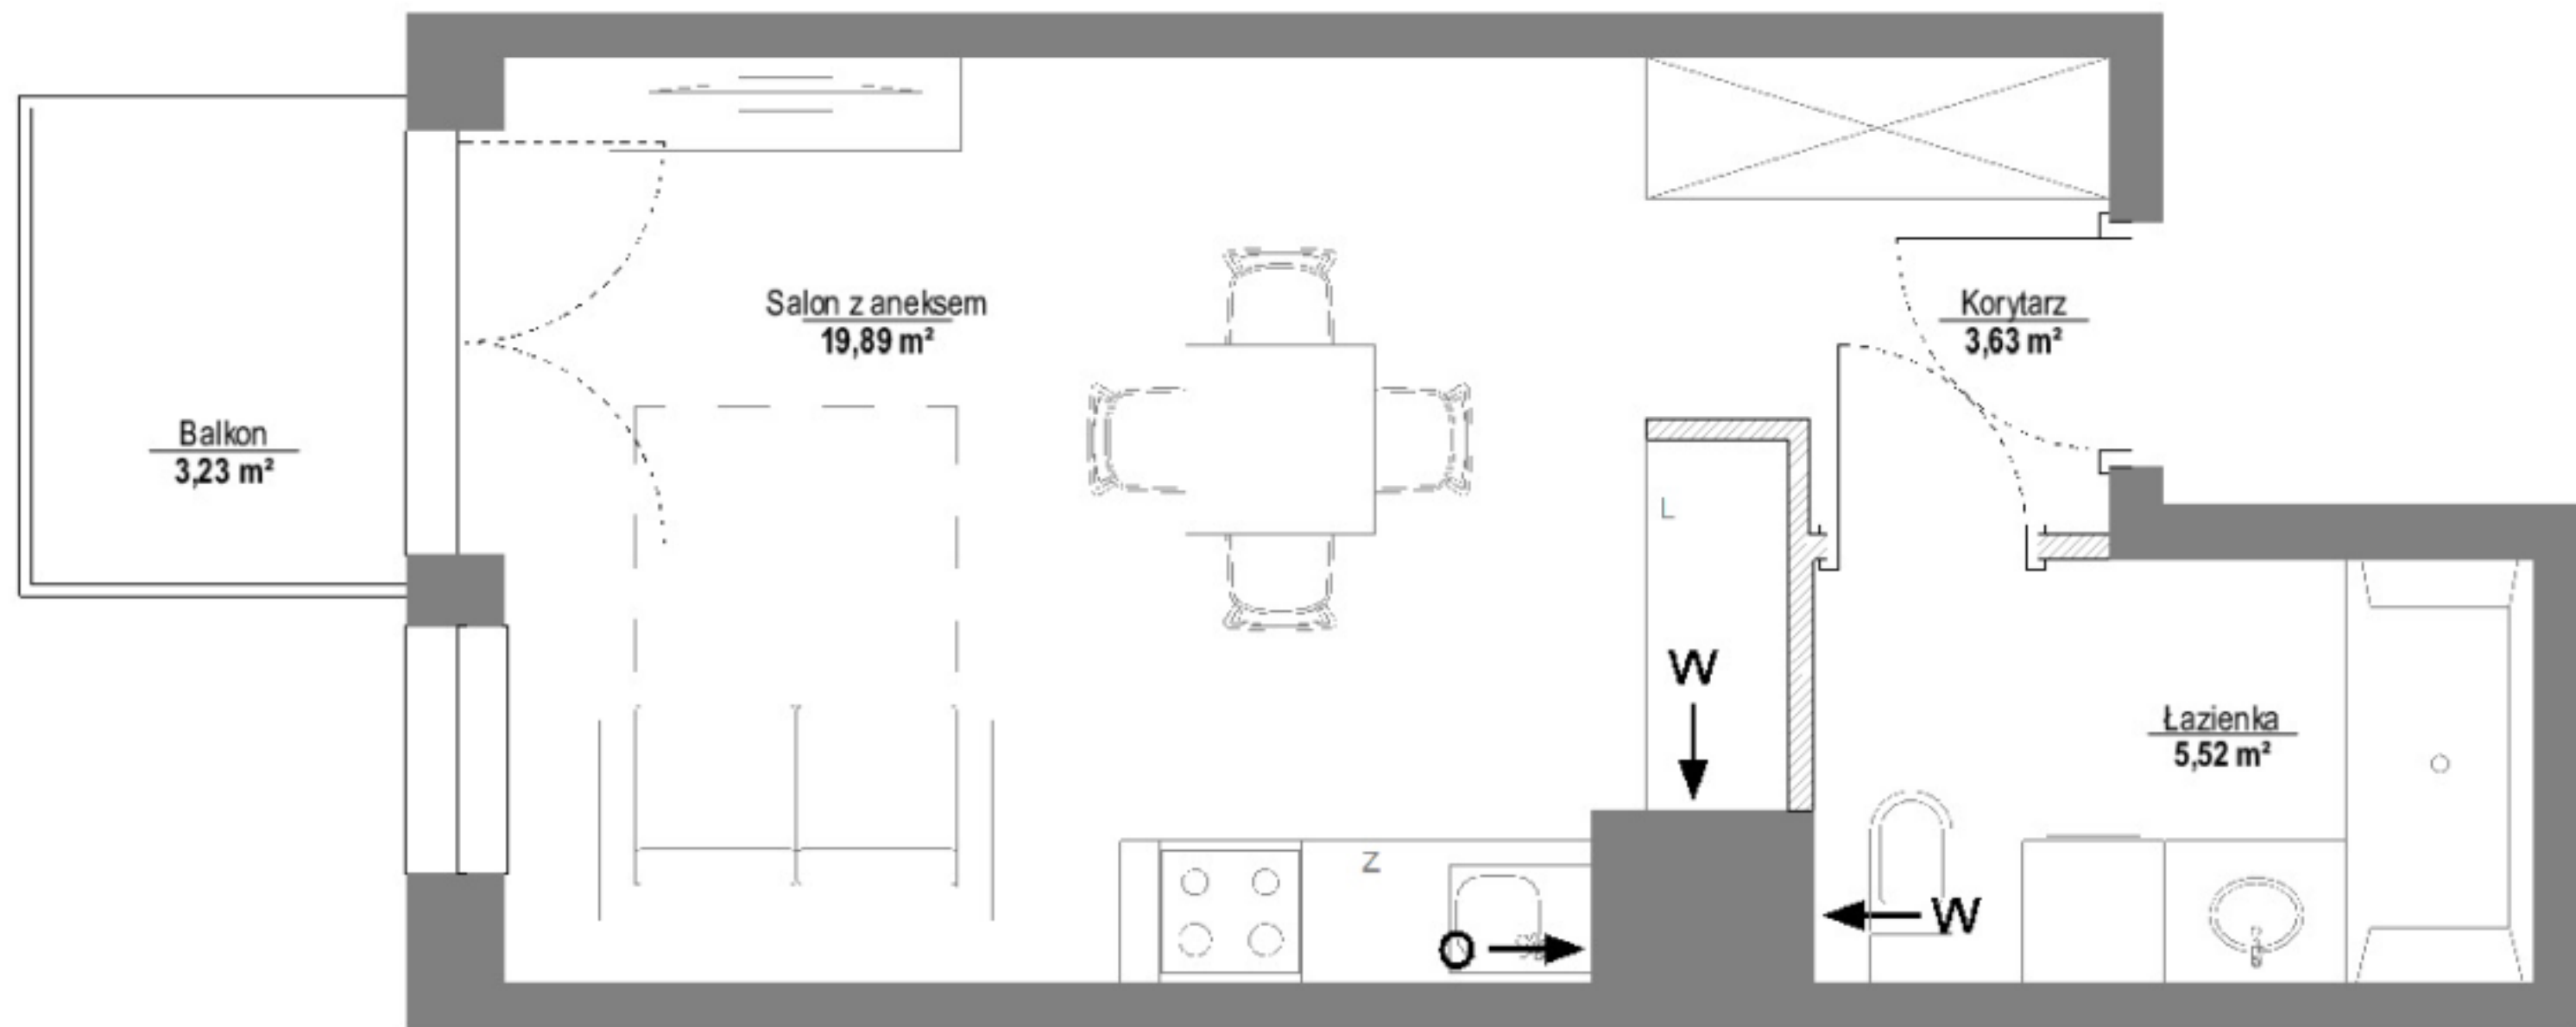 Salon z aneksem
19,89 m²
Korytarz
3,63 m²
Balkon
3,23 m²
L
W
Łazienka
5,52 m²
Z
O
W